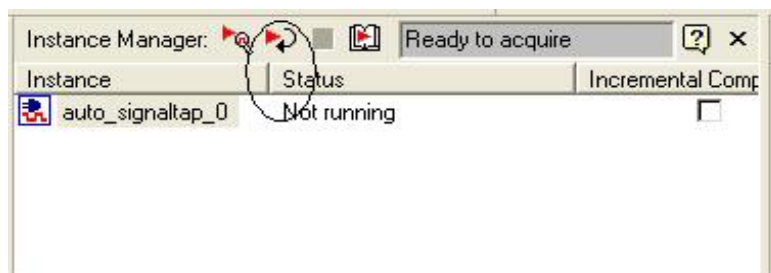 Instance Manager: Ready to acquire
Instance Status Incremental Comp
auto_signaltap_0 Not running